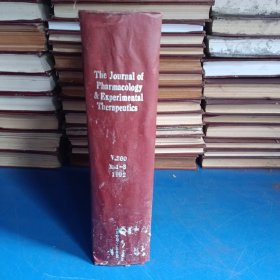 The Journal of
Pharmacology
& Experimental
Therapeutics
V.260
No.1-3
1992